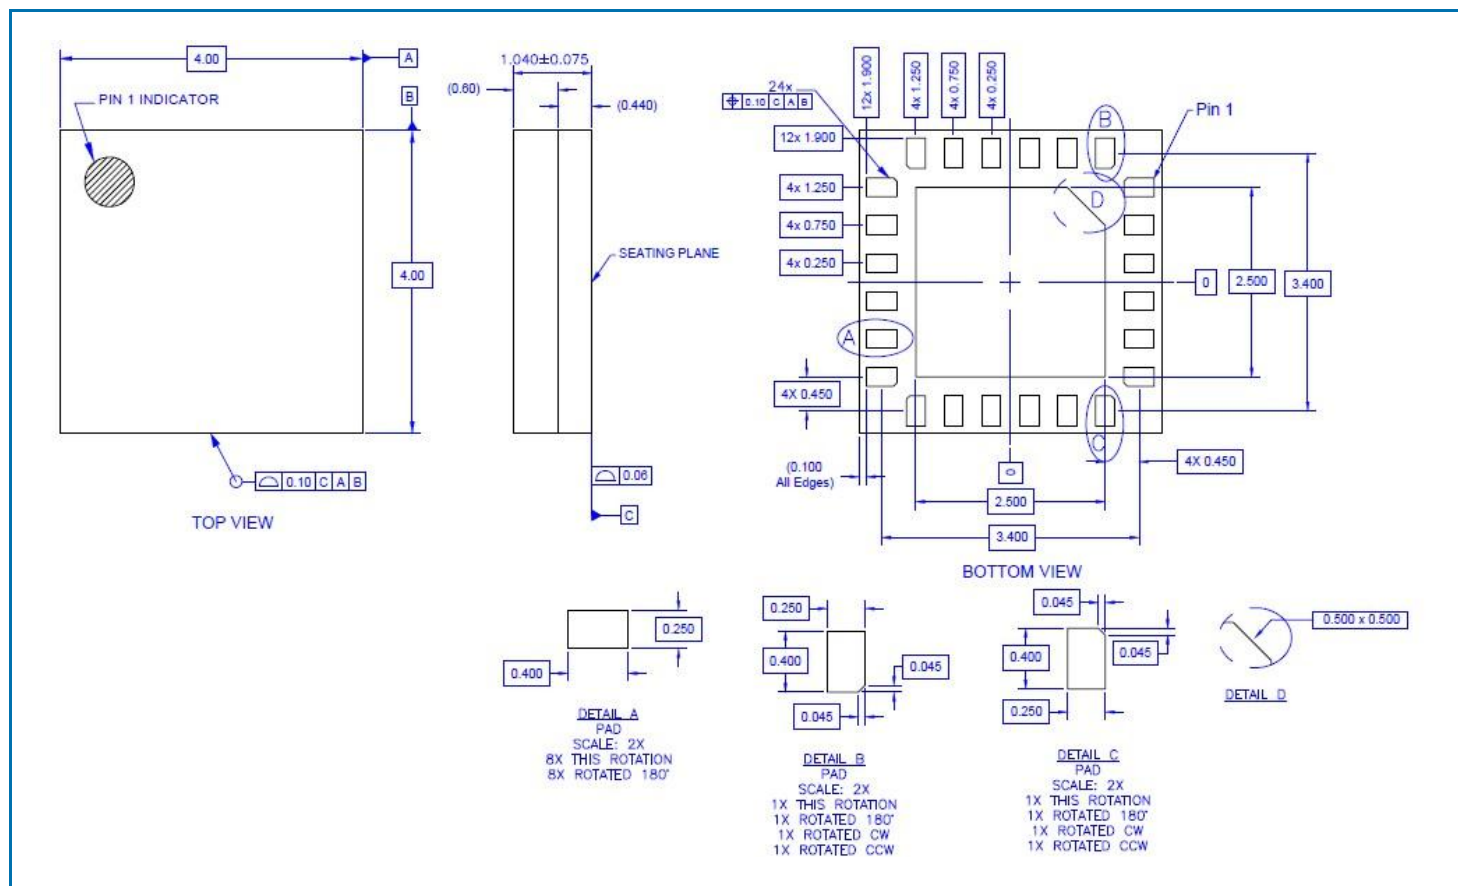 4.00
A
B
PIN 1 INDICATOR
4.00
0.10 C A B
TOP VIEW
1.040±0.075
(0.60)
(0.440)
SEATING PLANE
0.06
C
24x
0.10 C A B
12x 1.900
4x 1.250
4x 0.750
4x 0.250
B
Pin 1
12x 1.900
4x 1.250
4x 0.750
4x 0.250
D
0
2.500
3.400
A
4X 0.450
C
(0.100
All Edges)
0
4X 0.450
2.500
3.400
BOTTOM VIEW
0.250
0.400
DETAIL A
PAD
SCALE: 2X
8X THIS ROTATION
8X ROTATED 180°
0.250
0.400
0.045
0.045
DETAIL B
PAD
SCALE: 2X
1X THIS ROTATION
1X ROTATED 180°
1X ROTATED CW
1X ROTATED CCW
0.045
0.400
0.045
0.250
DETAIL C
PAD
SCALE: 2X
1X THIS ROTATION
1X ROTATED 180°
1X ROTATED CW
1X ROTATED CCW
0.500 x 0.500
DETAIL D